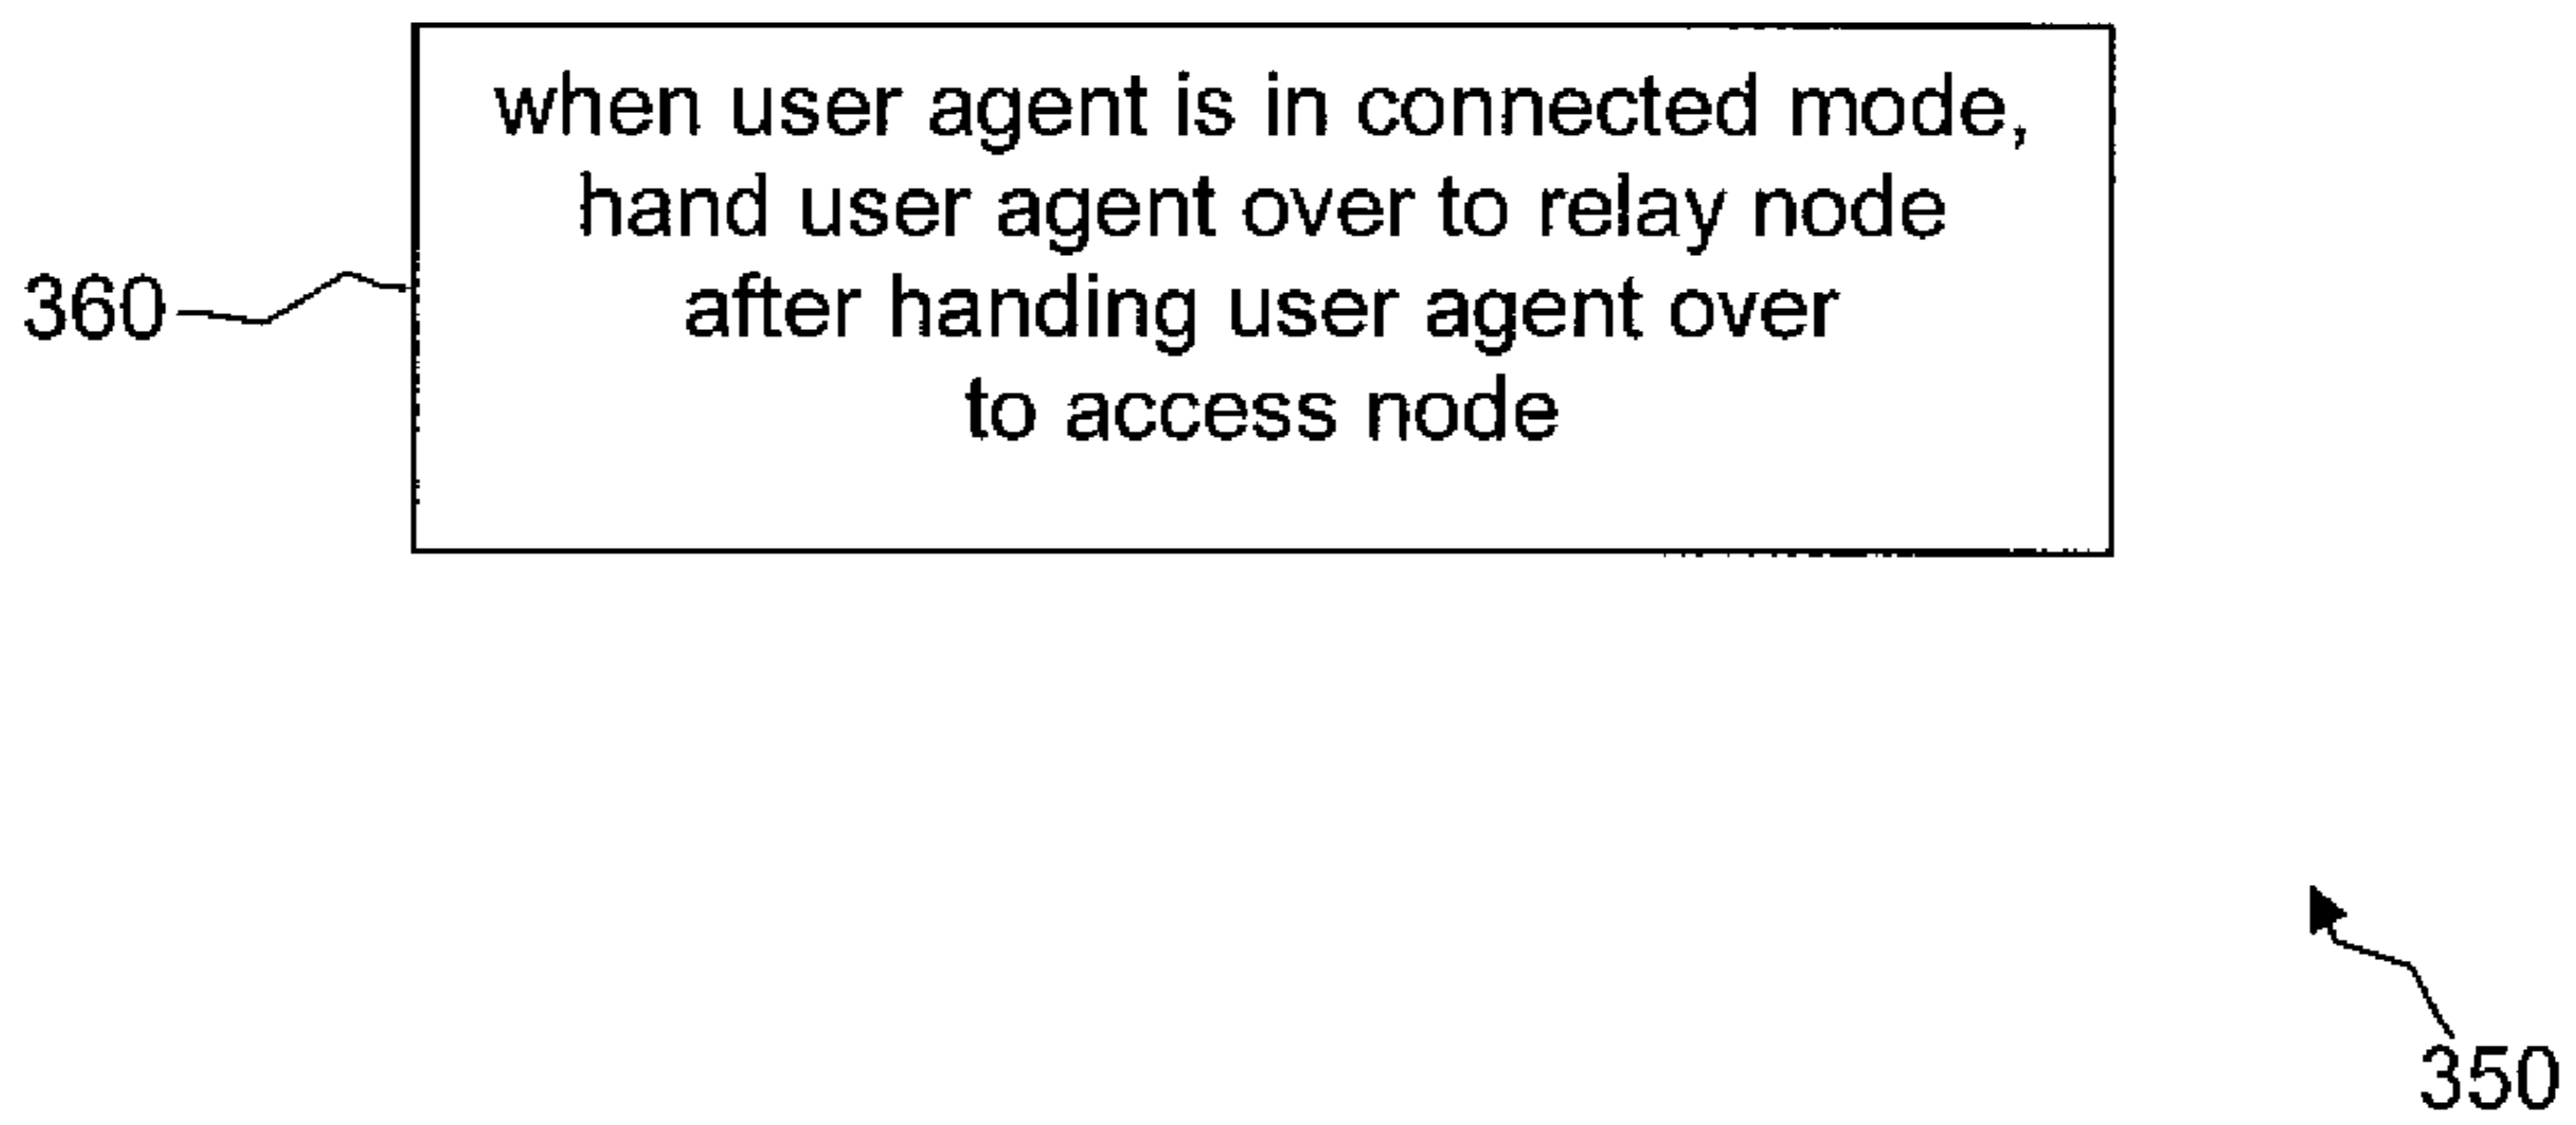 when user agent is in connected mode,
hand user agent over to relay node
after handing user agent over
to access node
360
350